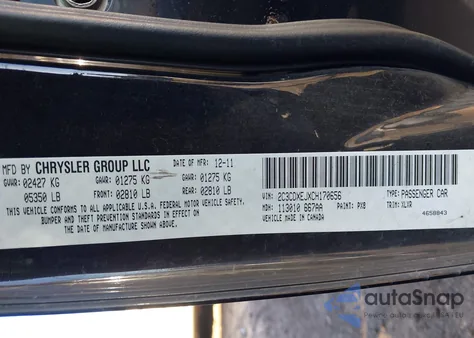 MFD BY CHRYSLER GROUP LLC DATE OF MFR: 12-11
GVWR: 02427 KG GAWR: 01275 KG GAWR: 01275 KG
05350 LB FRONT: 02810 LB REAR: 02810 LB
THIS VEHICLE CONFORMS TO ALL APPLICABLE U.S.A. FEDERAL MOTOR VEHICLE SAFETY,
BUMPER AND THEFT PREVENTION STANDARDS IN EFFECT
ON THE DATE OF MANUFACTURE SHOWN ABOVE.
VIN: 2C3CDXEJXCH170656 TYPE: PASSENGER CAR
MDH: 113010 667AA PAINT: PX8 TRIM: XLXR
VEHICLE MADE IN CANADA 4658843
autoSnap